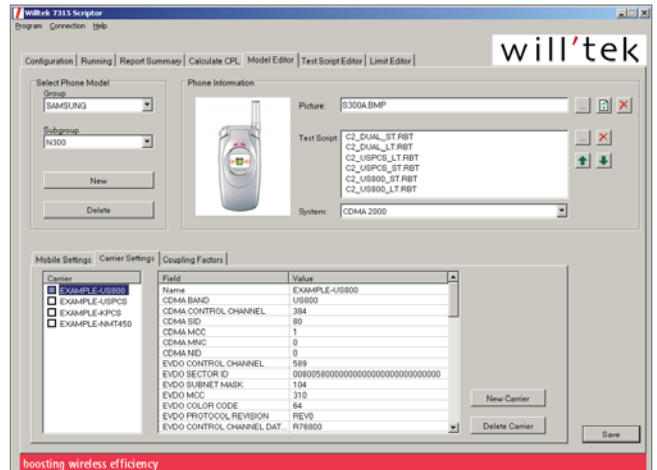 Willtek 7315 Scriptor
Program Connection Help
will'tek
Configuration Running Report Summary Calculate CPL Model Editor Test Script Editor Limit Editor
Select Phone Model
Group
SAMSUNG
Subgroup
N300
New
Delete
Phone Information
Picture: S300A.BMP ...
Test Script: C2_DUAL_ST.RBT ...
C2_DUAL_LT.RBT
C2_USPCS_LT.RBT
C2_USPCS_ST.RBT
C2_US800_ST.RBT
C2_US800_LT.RBT
System: CDMA 2000
Mobile Settings Carrier Settings Coupling Factors
Carrier
EXAMPLE-US800
EXAMPLE-USPCS
EXAMPLE-KPCS
EXAMPLE-NMT450
Field Value
Name EXAMPLE-US800
CDMA BAND US800
CDMA CONTROL CHANNEL 384
CDMA SID 80
CDMA MCC 1
CDMA MNC 0
CDMA NID 0
EVDO CONTROL CHANNEL 589
EVDO SECTOR ID
EVDO SUBNET MASK 104
EVDO MCC 310
EVDO COLOR CODE 64
EVDO PROTOCOL REVISION REV0
EVDO CONTROL CHANNEL DAT... R76800
New Carrier
Delete Carrier
Save
boosting wireless efficiency